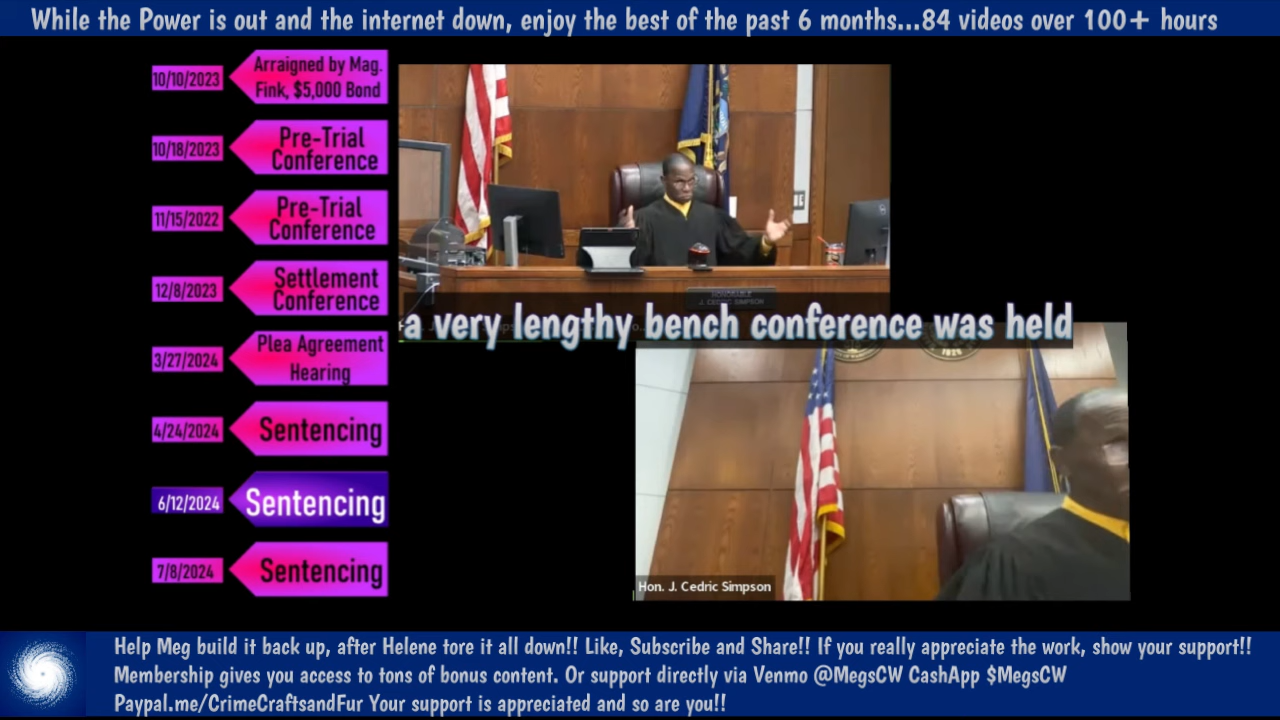 While the Power is out and the internet down, enjoy the best of the past 6 months...84 videos over 100+ hours
10/10/2023
Arraigned by Mag.
Fink, $5,000 Bond
10/18/2023
Pre-Trial
Conference
11/15/2022
Pre-Trial
Conference
12/8/2023
Settlement
Conference
3/27/2024
Plea Agreement
Hearing
4/24/2024
Sentencing
6/12/2024
Sentencing
7/8/2024
Sentencing
HONORABLE
J. CEDRIC SIMPSON
a very lengthy bench conference was held
Hon. J. Cedric Simpson
Help Meg build it back up, after Helene tore it all down!! Like, Subscribe and Share!! If you really appreciate the work, show your support!!
Membership gives you access to tons of bonus content. Or support directly via Venmo @MegsCW CashApp $MegsCW
Paypal.me/CrimeCraftsandFur Your support is appreciated and so are you!!